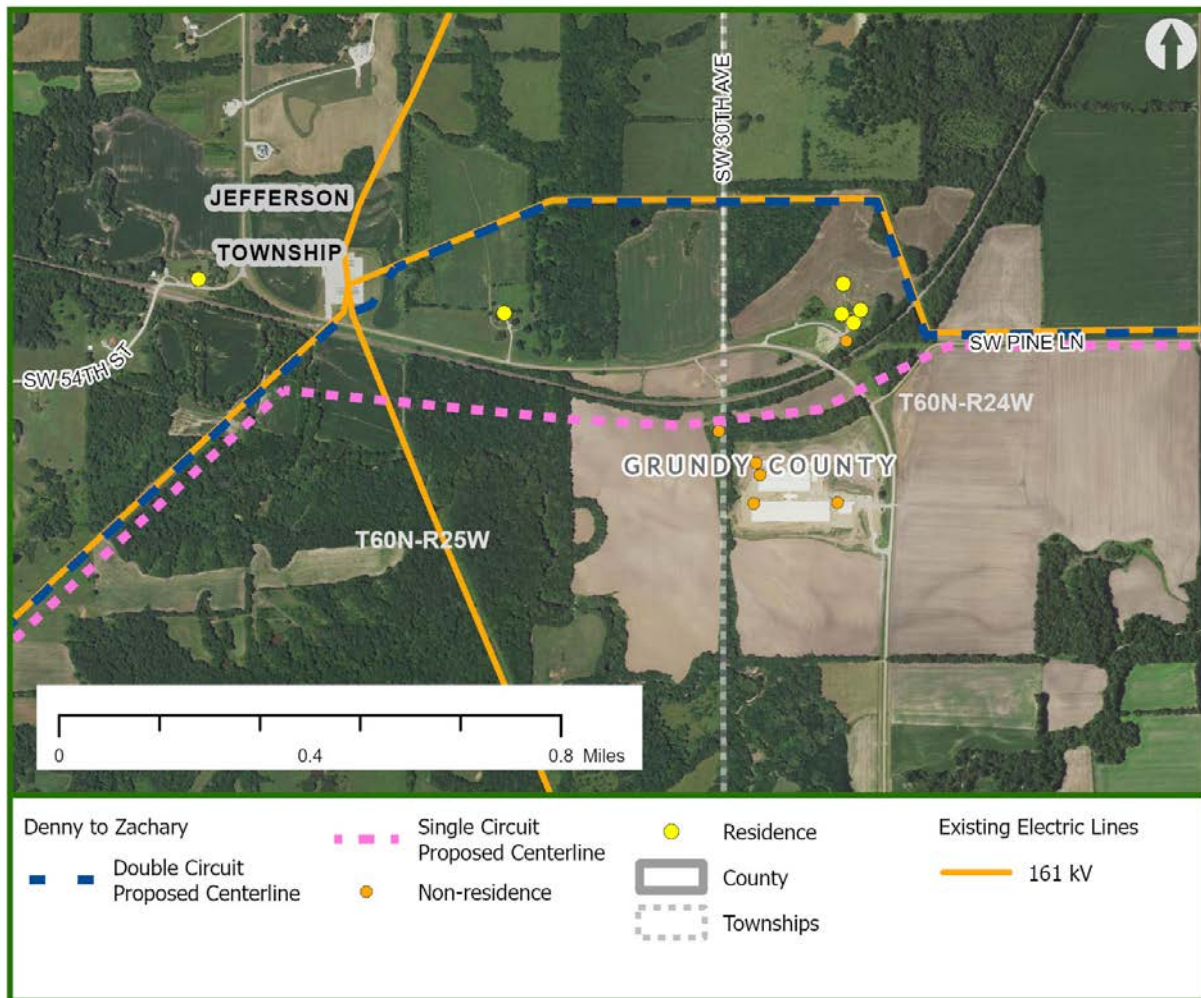 SW 30TH AVE
JEFFERSON
TOWNSHIP
SW 54TH ST
SW PINE LN
T60N-R24W
GRUNDY COUNTY
T60N-R25W
0 0.4 0.8 Miles
Denny to Zachary
Double Circuit
Proposed Centerline
Single Circuit
Proposed Centerline
Non-residence
Residence
County
Townships
Existing Electric Lines
161 kV